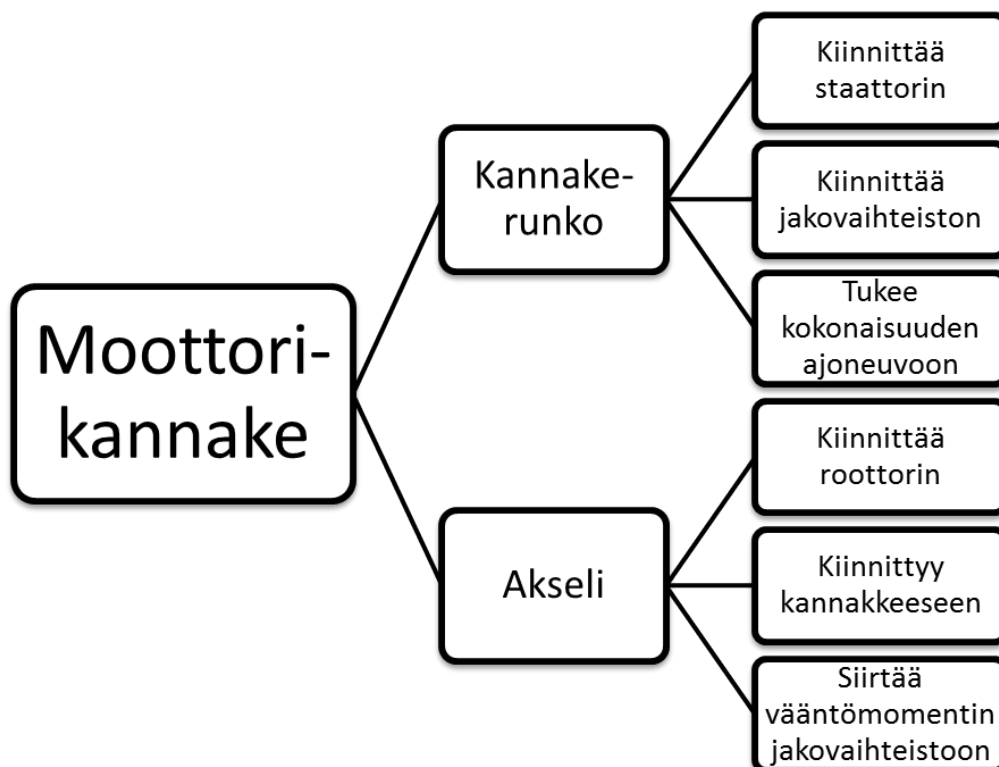 Moottori-
kannake
Kannake-
runko
Kiinnittää
staattorin
Kiinnittää
jakovaihteiston
Tukee
kokonaisuuden
ajoneuvoon
Akseli
Kiinnittää
roottorin
Kiinnittyy
kannakkeeseen
Siirtää
vääntömomentin
jakovaihteistoon